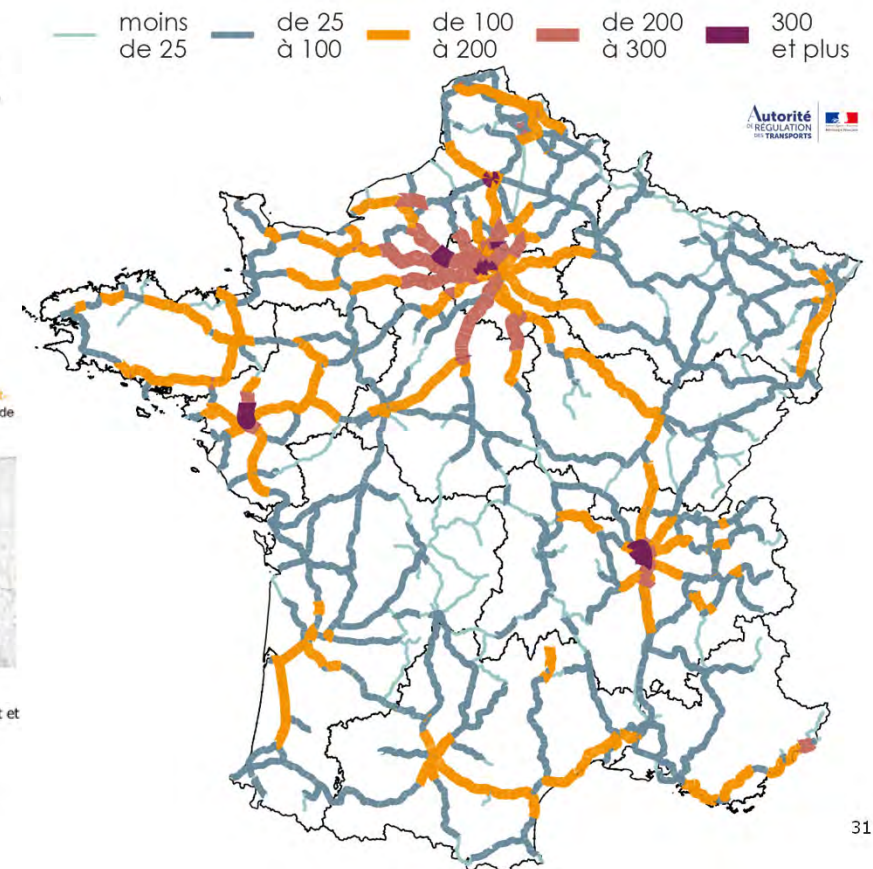 moins
de 25
de 25
à 100
de 100
à 200
de 200
à 300
300
et plus
Autorité
DE RÉGULATION
DES TRANSPORTS
t-
de
t et
31